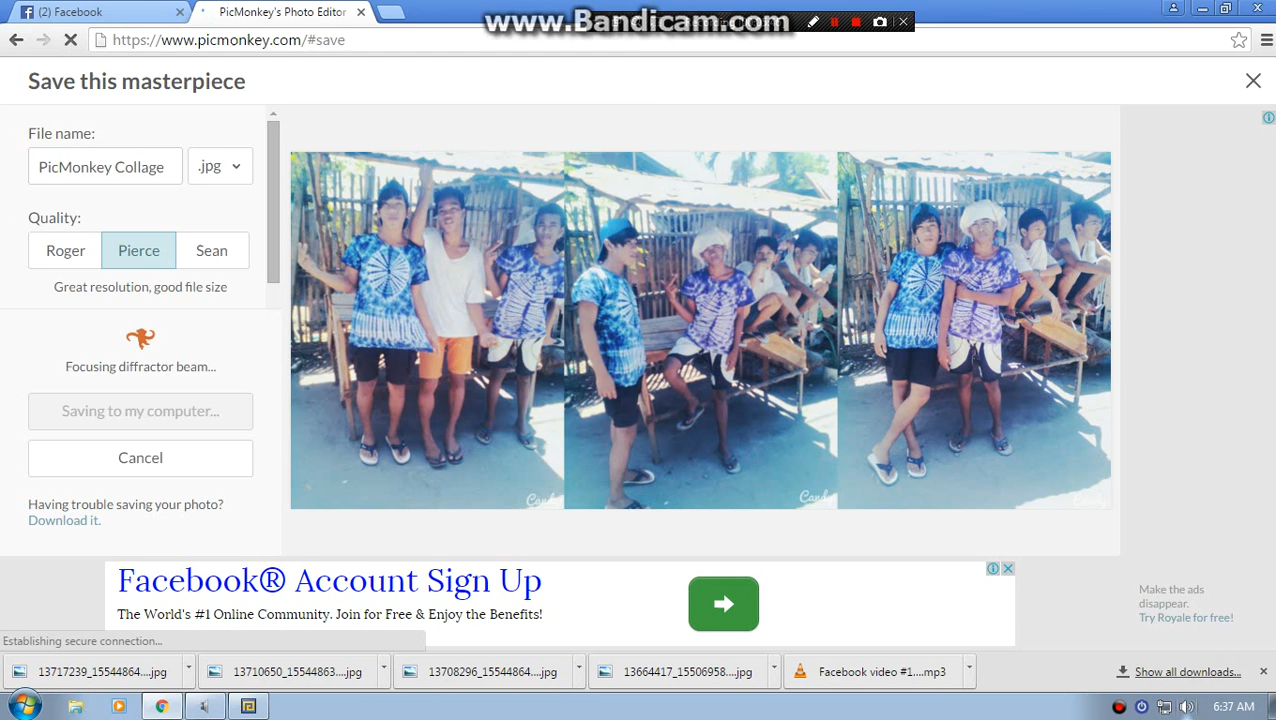 Facebook
PicMonkey's Photo Editor
www.Bandicam.com
https://www.picmonkey.com/#save
Save this masterpiece
File name:
PicMonkey Collage
.jpg
Quality:
Roger
Pierce
Sean
Great resolution, good file size
Focusing diffractor beam...
Saving to my computer...
Cancel
Having trouble saving your photo?
Download it.
Candy
Candy
Candy
Facebook® Account Sign Up
The World's #1 Online Community. Join for Free & Enjoy the Benefits!
Make the ads
disappear.
Try Royale for free!
Establishing secure connection...
13717239_15544864....jpg
13710650_15544863....jpg
13708296_15544864....jpg
13664417_15506958....jpg
Facebook video #1....mp3
Show all downloads...
6:37 AM